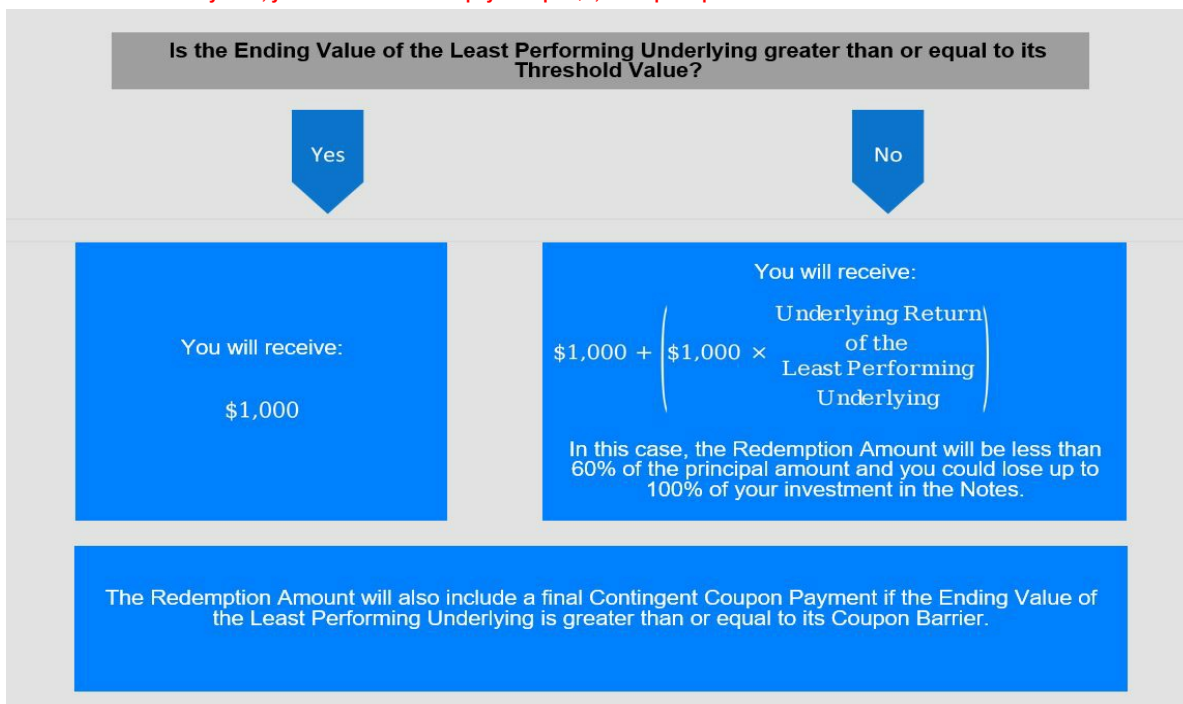 Is the Ending Value of the Least Performing Underlying greater than or equal to its
Threshold Value?
Yes
No
You will receive:
$1,000
You will receive:
$1,000 + ($1,000 × Underlying Return
of the
Least Performing
Underlying)
In this case, the Redemption Amount will be less than
60% of the principal amount and you could lose up to
100% of your investment in the Notes.
The Redemption Amount will also include a final Contingent Coupon Payment if the Ending Value of
the Least Performing Underlying is greater than or equal to its Coupon Barrier.